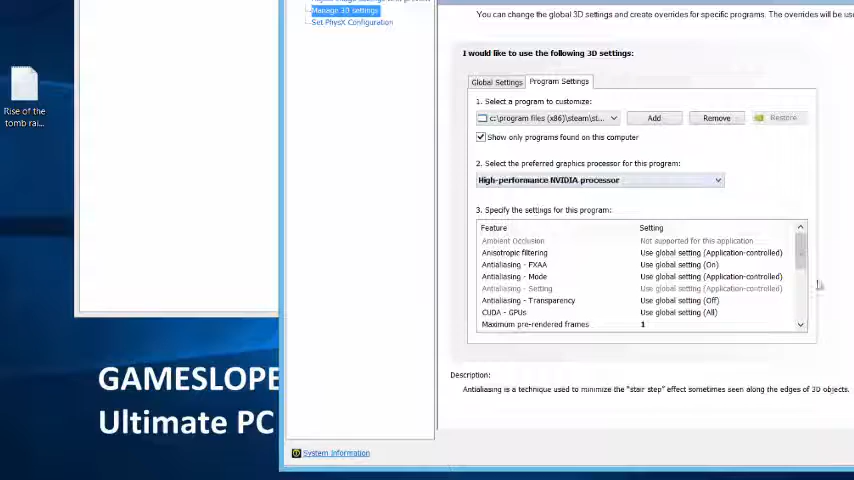 Manage 3D settings
Set PhysX Configuration
You can change the global 3D settings and create overrides for specific programs. The overrides will be
I would like to use the following 3D settings:
Global Settings
Program Settings
1. Select a program to customize:
c:\program files (x86)\steam\st...
Add
Remove
Restore
Show only programs found on this computer
2. Select the preferred graphics processor for this program:
High-performance NVIDIA processor
3. Specify the settings for this program:
Feature Setting
Ambient Occlusion Not supported for this application
Anisotropic filtering Use global setting (Application-controlled)
Antialiasing - FXAA Use global setting (On)
Antialiasing - Mode Use global setting (Application-controlled)
Antialiasing - Setting Use global setting (Application-controlled)
Antialiasing - Transparency Use global setting (Off)
CUDA - GPUs Use global setting (All)
Maximum pre-rendered frames 1
Description:
Antialiasing is a technique used to minimize the "stair step" effect sometimes seen along the edges of 3D objects.
System Information
Rise of the
tomb rai...
GAMESLOPE
Ultimate PC